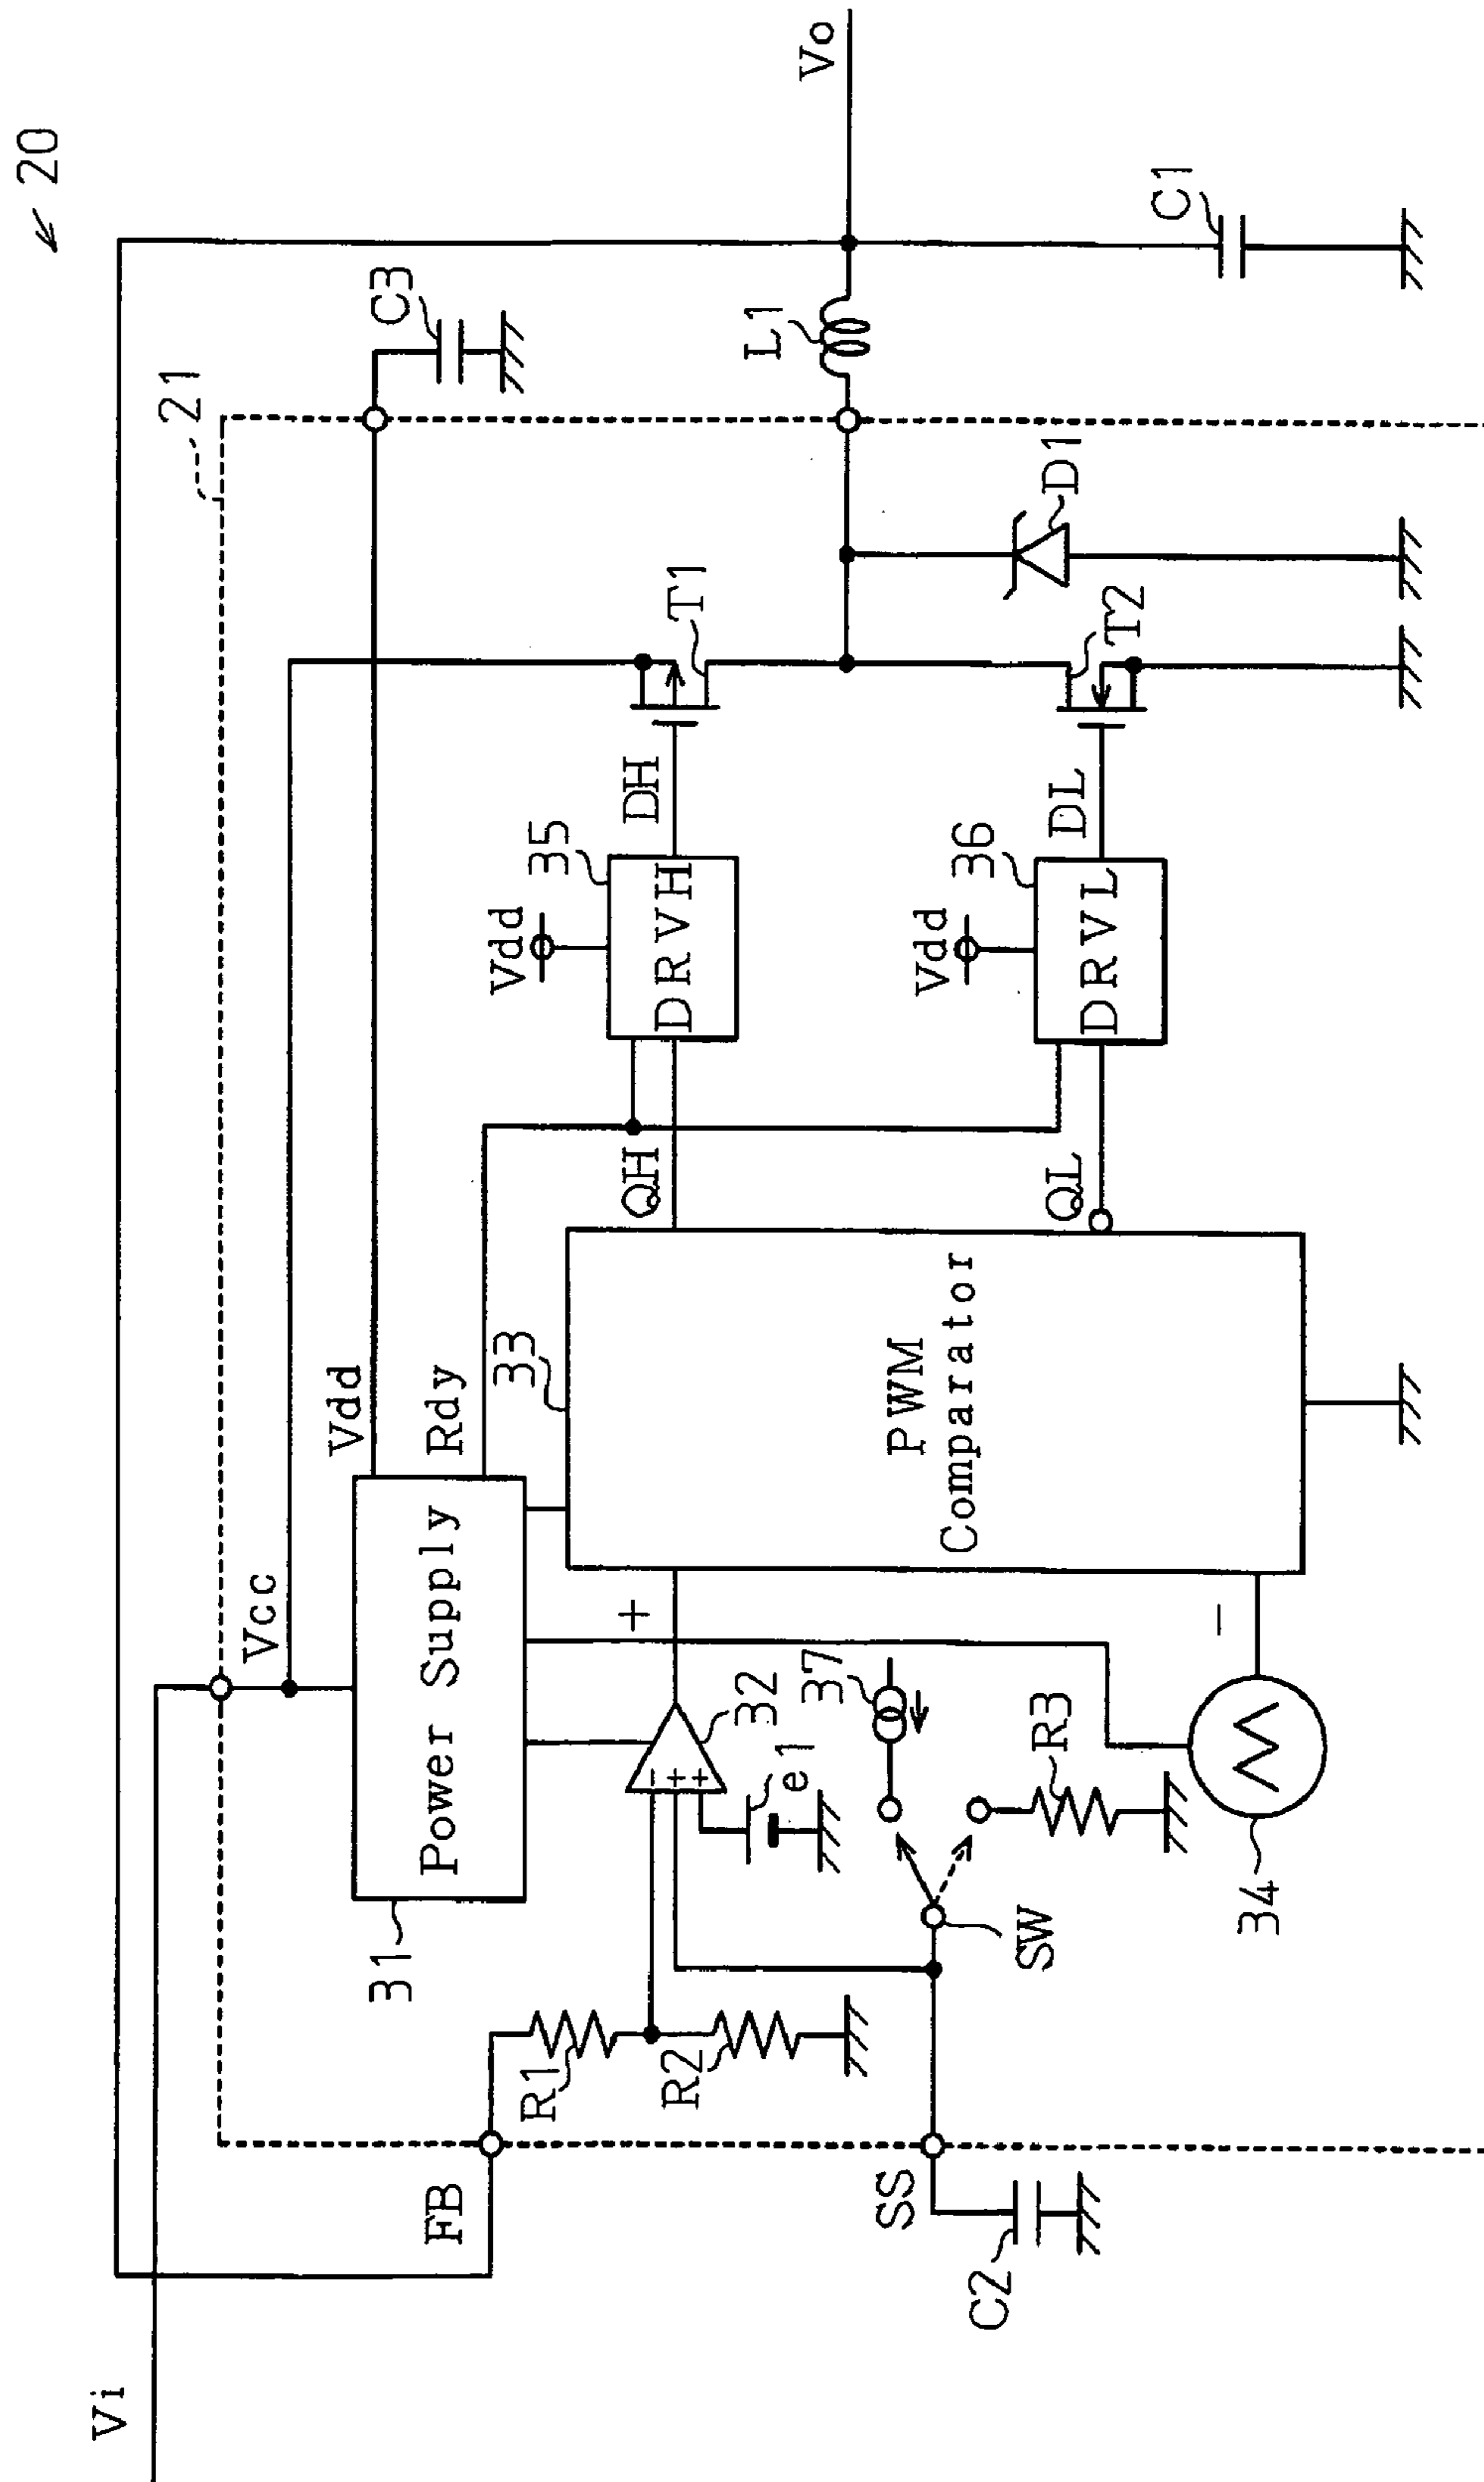 20
Vi
Vcc
21
Vdd
C3
Power Supply
31
Rdy
FB
R1
R2
32
e1
+
33
PWM
Comparator
QH
Vdd
35
DRVH
DH
T1
L1
Vo
SS
C2
SW
37
R3
34
−
QL
Vdd
36
DRVL
DL
T2
D1
C1
−
+
+